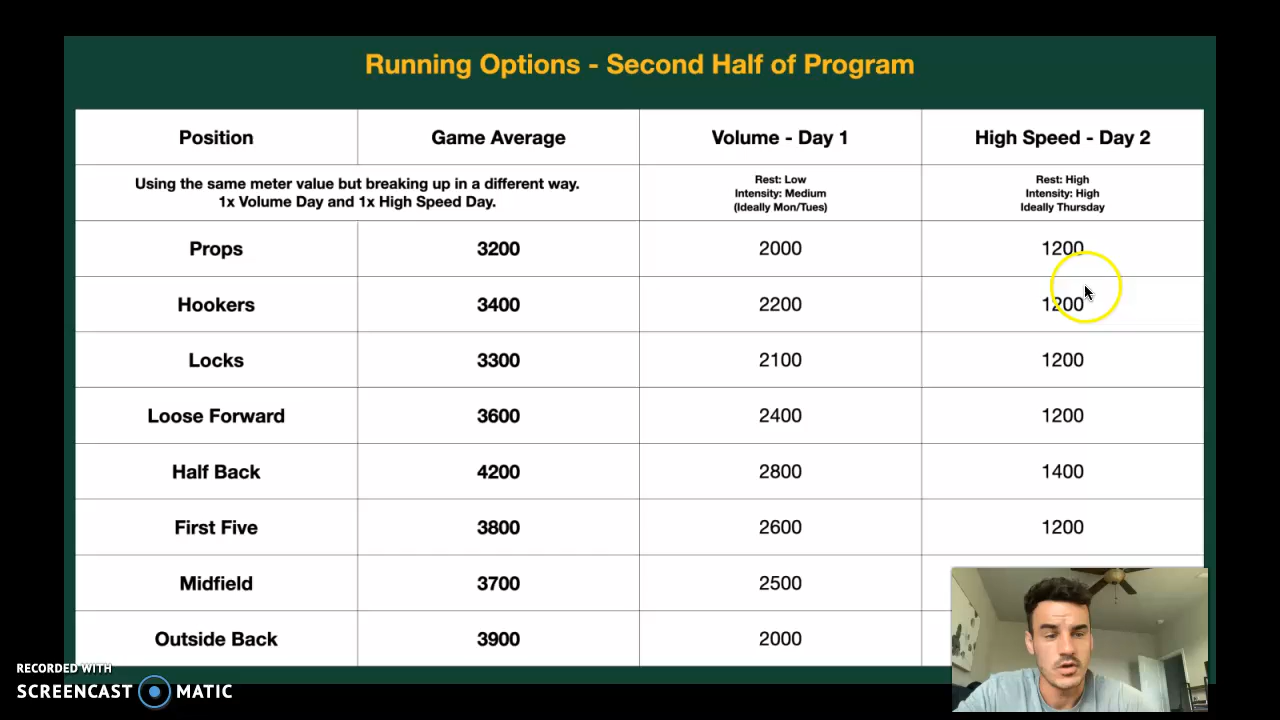 Running Options - Second Half of Program
Position Game Average Volume - Day 1 High Speed - Day 2
Using the same meter value but breaking up in a different way.
1x Volume Day and 1x High Speed Day.
Rest: Low
Intensity: Medium
(Ideally Mon/Tues)
Rest: High
Intensity: High
Ideally Thursday
Props 3200 2000 1200
Hookers 3400 2200 1200
Locks 3300 2100 1200
Loose Forward 3600 2400 1200
Half Back 4200 2800 1400
First Five 3800 2600 1200
Midfield 3700 2500
Outside Back 3900 2000
RECORDED WITH
SCREENCAST MATIC